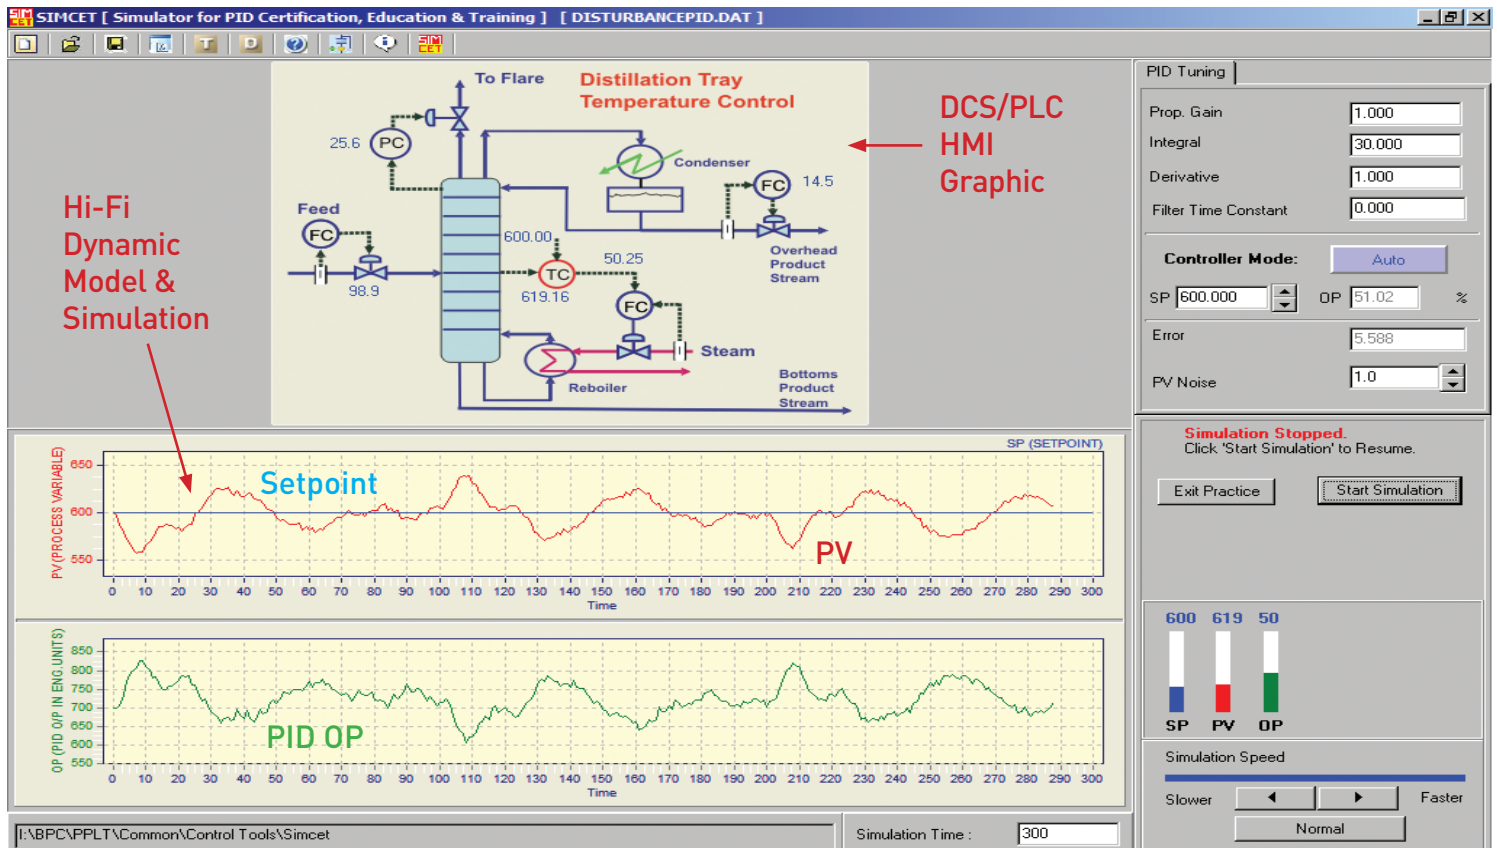 SIMCET [ Simulator for PID Certification, Education & Training ]   [ DISTURBANCEPID.DAT ]
SIM
CET
T
D
SIM
CET
To Flare
Distillation Tray
Temperature Control
25.6
PC
Condenser
FC
14.5
Feed
FC
98.9
600.00
TC
619.16
50.25
FC
Overhead
Product
Stream
Steam
Reboiler
Bottoms
Product
Stream
DCS/PLC
HMI
Graphic
Hi-Fi
Dynamic
Model &
Simulation
PID Tuning
Prop. Gain 1.000
Integral 30.000
Derivative 1.000
Filter Time Constant 0.000
Controller Mode: Auto
SP 600.000 OP 51.02 %
Error 5.588
PV Noise 1.0
SP (SETPOINT)
PV (PROCESS VARIABLE)
650
600
550
Setpoint
PV
0 10 20 30 40 50 60 70 80 90 100 110 120 130 140 150 160 170 180 190 200 210 220 230 240 250 260 270 280 290 300
Time
OP (PID O/P IN ENG.UNITS)
850
800
750
700
650
600
550
PID OP
0 10 20 30 40 50 60 70 80 90 100 110 120 130 140 150 160 170 180 190 200 210 220 230 240 250 260 270 280 290 300
Time
Simulation Stopped.
Click 'Start Simulation' to Resume.
Exit Practice
Start Simulation
600 619 50
SP PV OP
Simulation Speed
Slower Faster
Normal
I:\BPC\PPLT\Common\Control Tools\Simcet
Simulation Time : 300